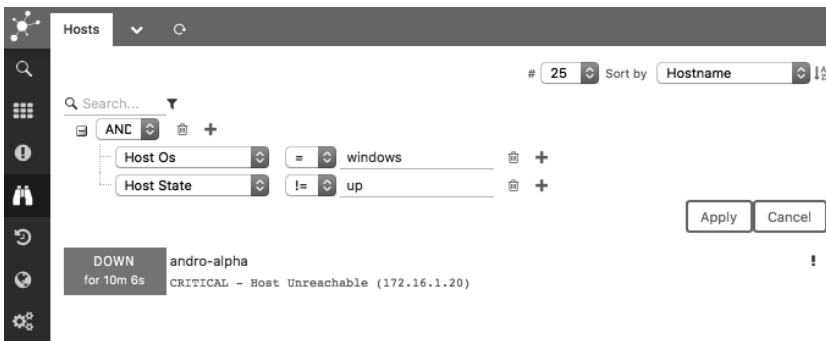 Hosts
# 25 Sort by Hostname
Search...
AND
Host Os = windows
Host State != up
Apply Cancel
DOWN andro-alpha
for 10m 6s CRITICAL - Host Unreachable (172.16.1.20)